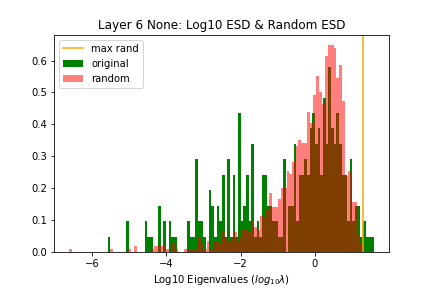 Layer 6 None: Log10 ESD & Random ESD
max rand
original
random
0.6
0.5
0.4
0.3
0.2
0.1
0.0
−6 −4 −2 0
Log10 Eigenvalues (log₁₀λ)